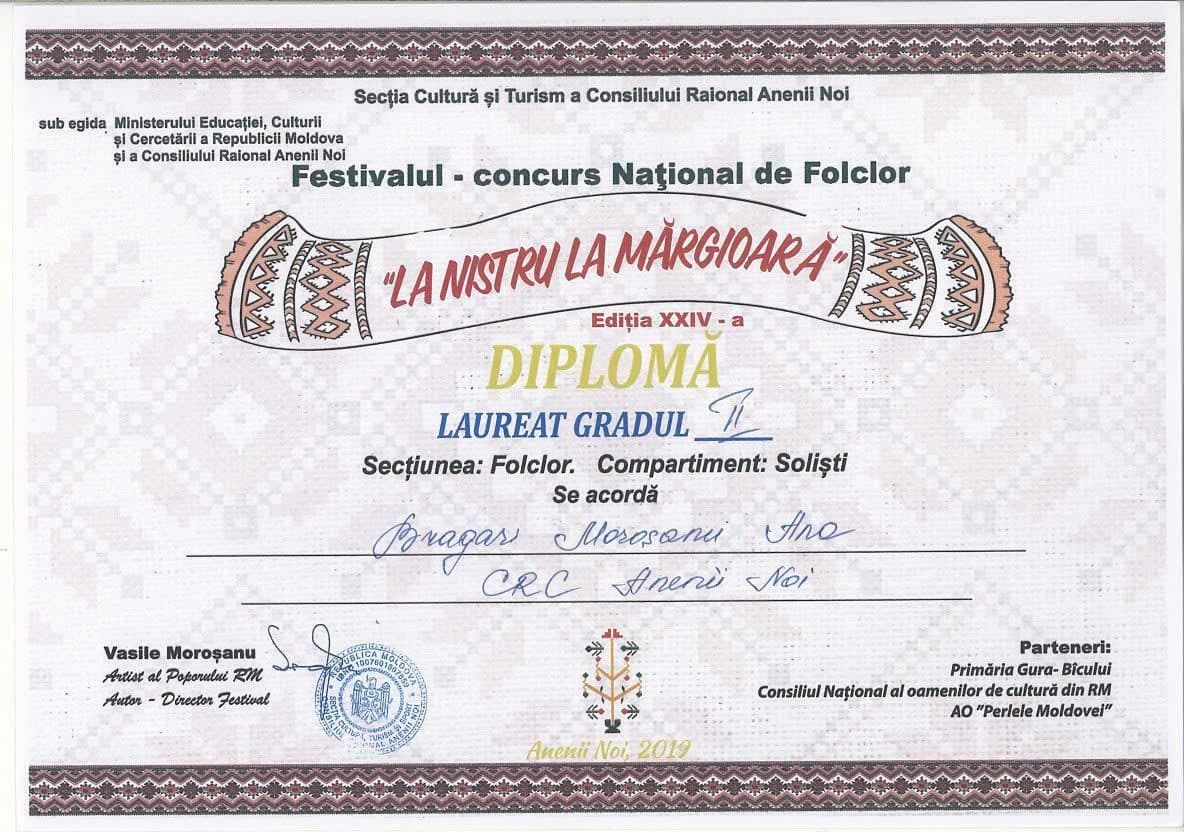 Secția Cultură și Turism a Consiliului Raional Anenii Noi
sub egida Ministerului Educației, Culturii
și Cercetării a Republicii Moldova
și a Consiliului Raional Anenii Noi
Festivalul - concurs Naţional de Folclor
“LA NISTRU LA MĂRGIOARĂ”
Ediția XXIV - a
DIPLOMĂ
LAUREAT GRADUL II
Secțiunea: Folclor. Compartiment: Soliști
Se acordă
Bragari Moroșanu Ana
CRC Anenii Noi
Vasile Moroșanu
Artist al Poporului RM
Autor - Director Festival
REPUBLICA MOLDOVA
Parteneri:
Primăria Gura- Bîcului
Consiliul Național al oamenilor de cultură din RM
AO “Perlele Moldovei”
Anenii Noi, 2019